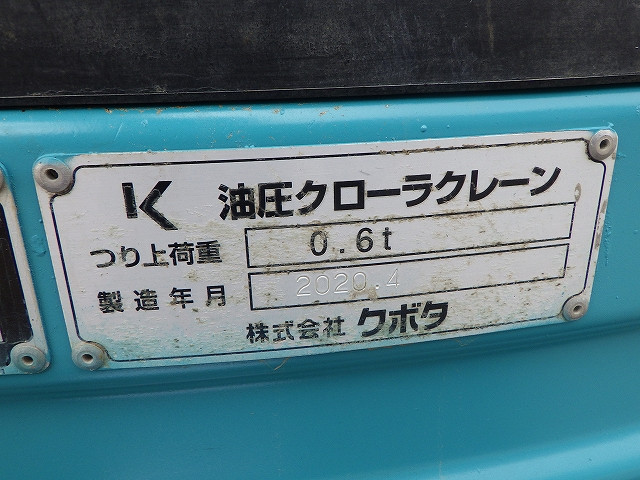 K 油圧クローラクレーン
つり上荷重 0.6t
製造年月 2020.4
株式会社 クボタ